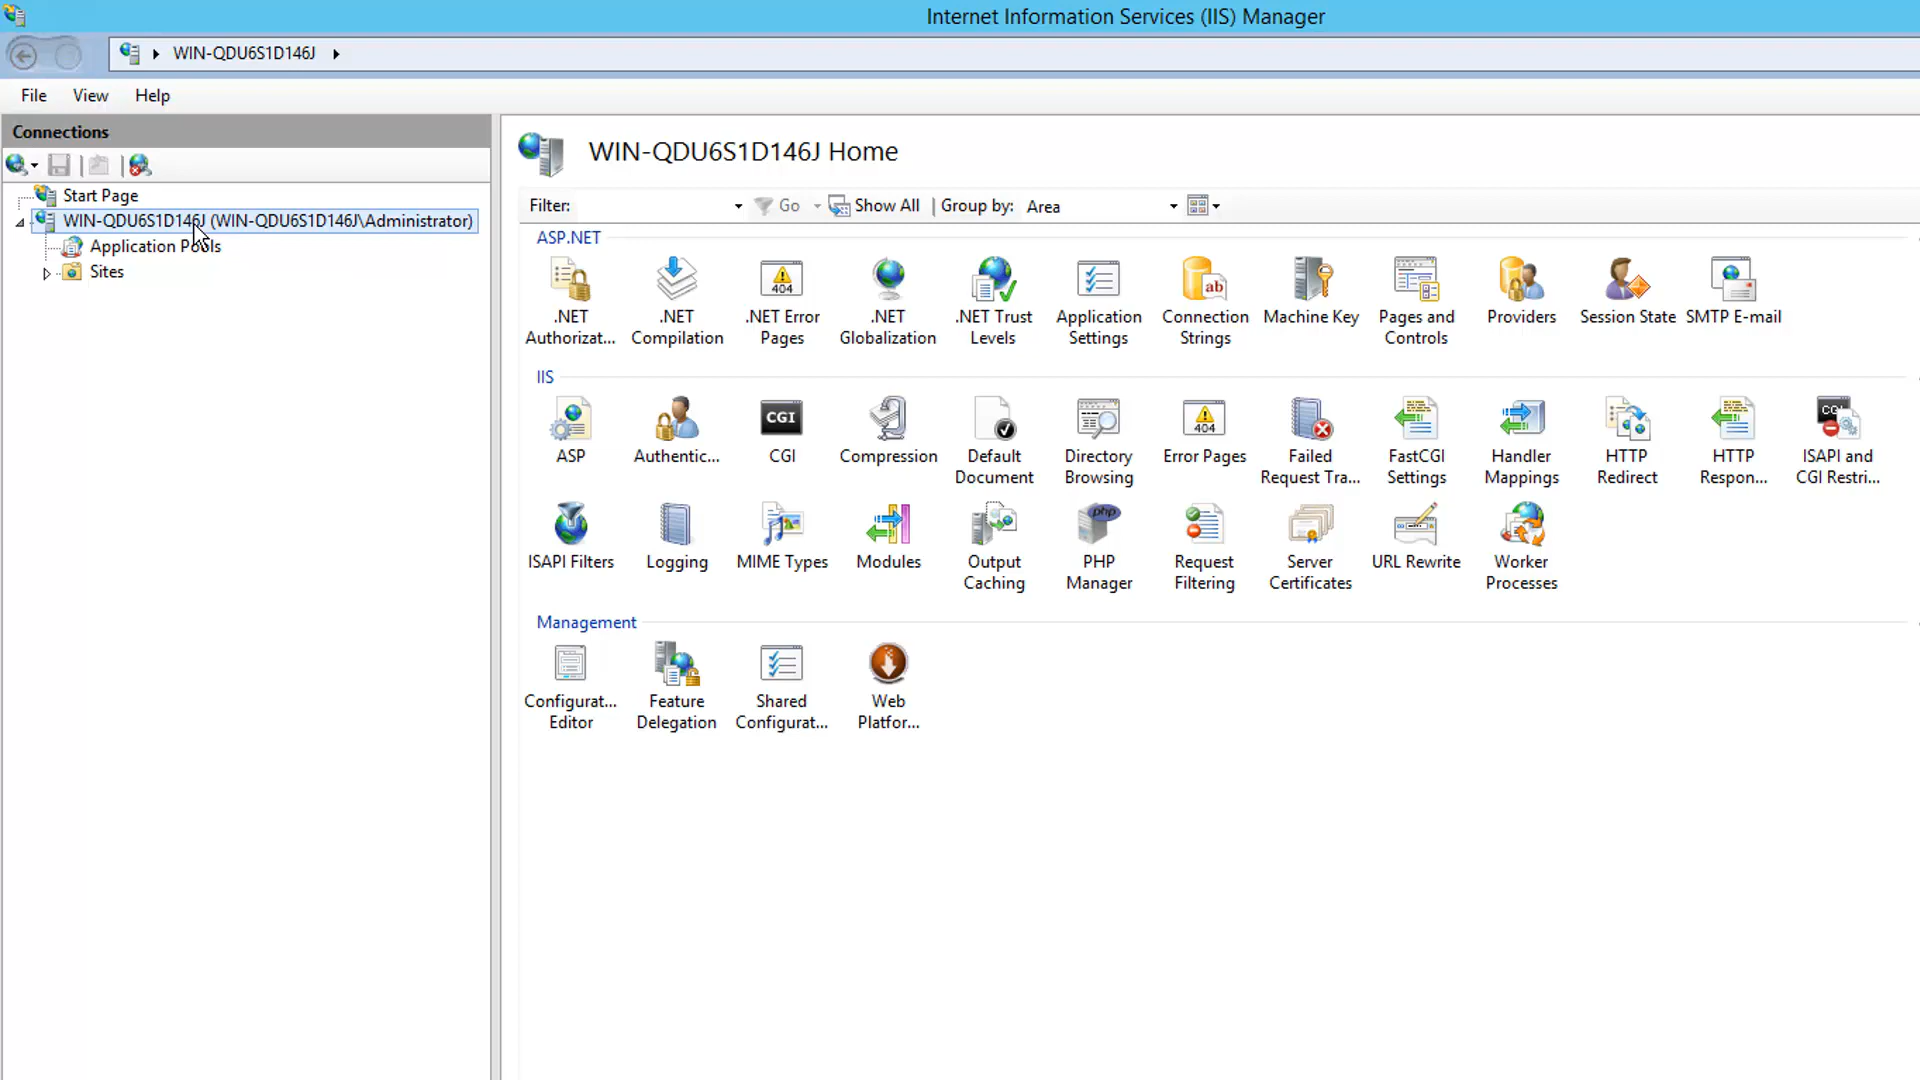 Internet Information Services (IIS) Manager
WIN-QDU6S1D146J
File View Help
Connections
Start Page
WIN-QDU6S1D146J (WIN-QDU6S1D146J\Administrator)
Application Pools
Sites
WIN-QDU6S1D146J Home
Filter: Go Show All Group by: Area
ASP.NET
.NET Authorizat...
.NET Compilation
.NET Error Pages
.NET Globalization
.NET Trust Levels
Application Settings
Connection Strings
Machine Key
Pages and Controls
Providers
Session State
SMTP E-mail
IIS
ASP
Authentic...
CGI
CGI
Compression
Default Document
Directory Browsing
404
Error Pages
Failed Request Tra...
FastCGI Settings
Handler Mappings
HTTP Redirect
HTTP Respon...
ISAPI and CGI Restri...
ISAPI Filters
Logging
MIME Types
Modules
Output Caching
php
PHP Manager
Request Filtering
Server Certificates
URL Rewrite
Worker Processes
Management
Configurat... Editor
Feature Delegation
Shared Configurat...
Web Platfor...